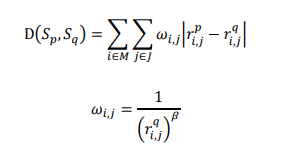 D(S_p, S_q) = ∑_{i∈M} ∑_{j∈J} ω_{i,j} |r^p_{i,j} − r^q_{i,j}|
ω_{i,j} = 1 / (r^q_{i,j})^β